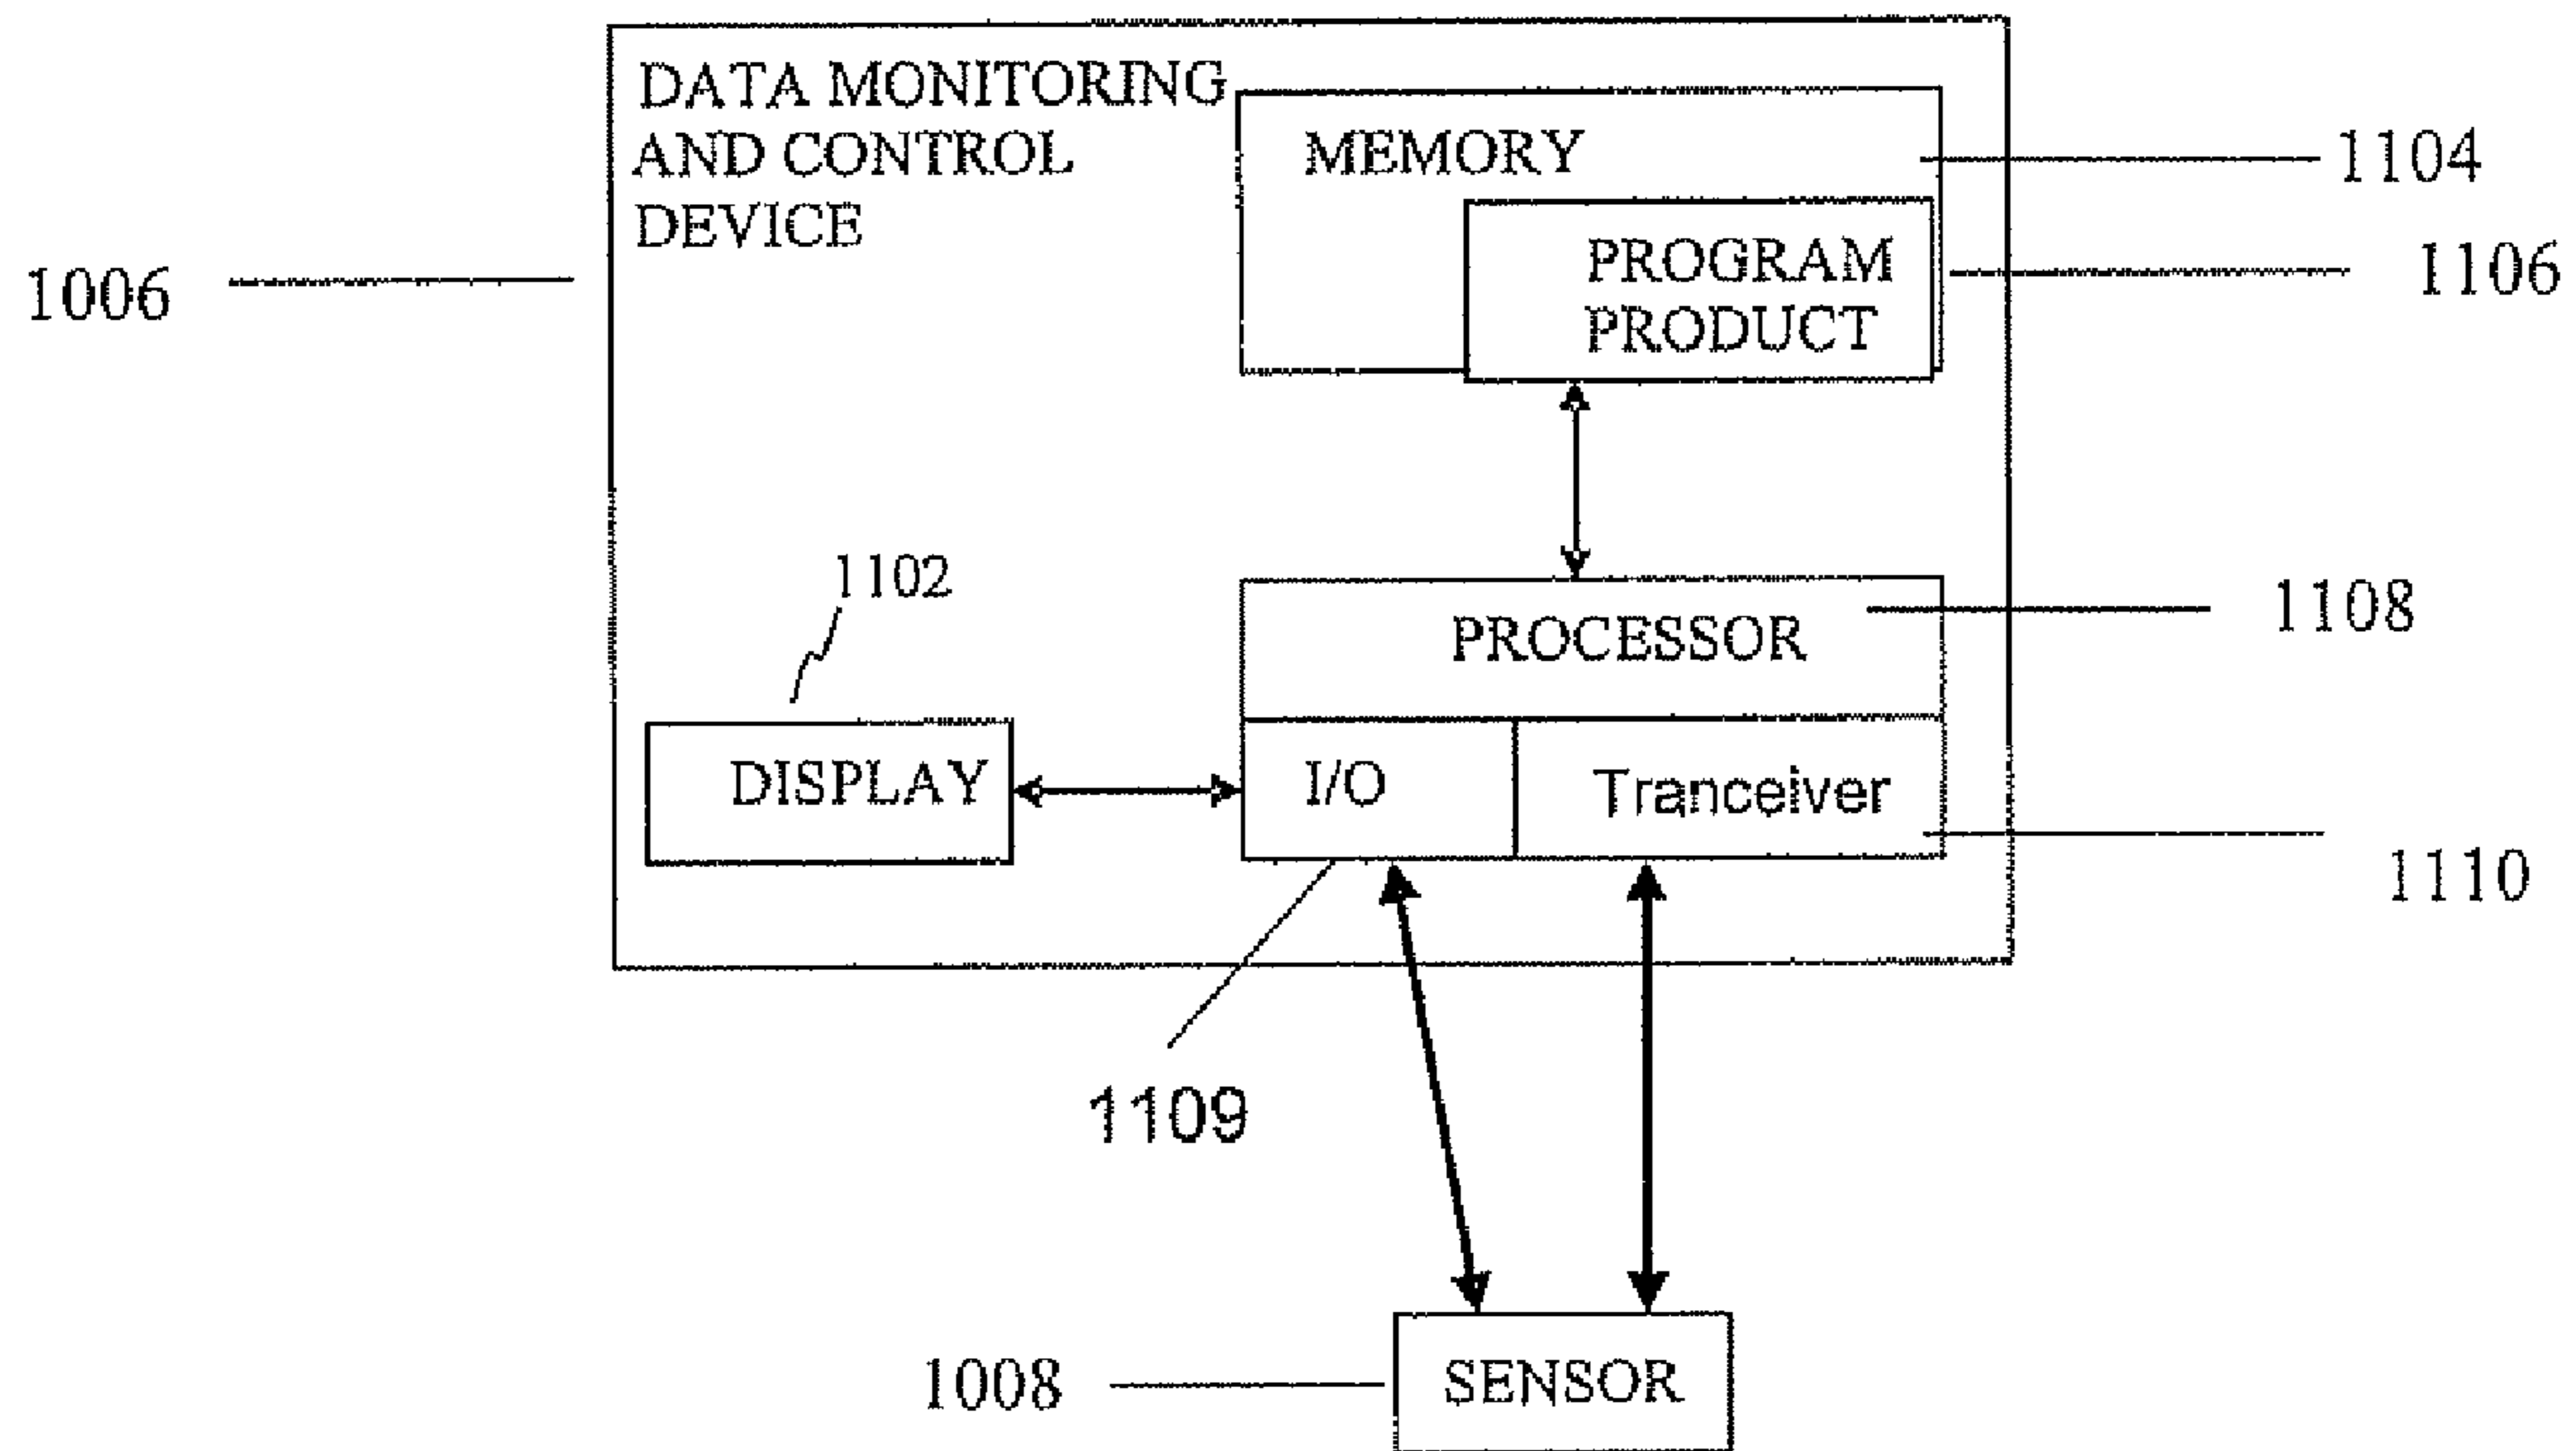 DATA MONITORING
AND CONTROL
DEVICE
MEMORY
1104
PROGRAM
PRODUCT
1106
1006
1102
PROCESSOR
1108
DISPLAY
I/O
Tranceiver
1110
1109
1008
SENSOR